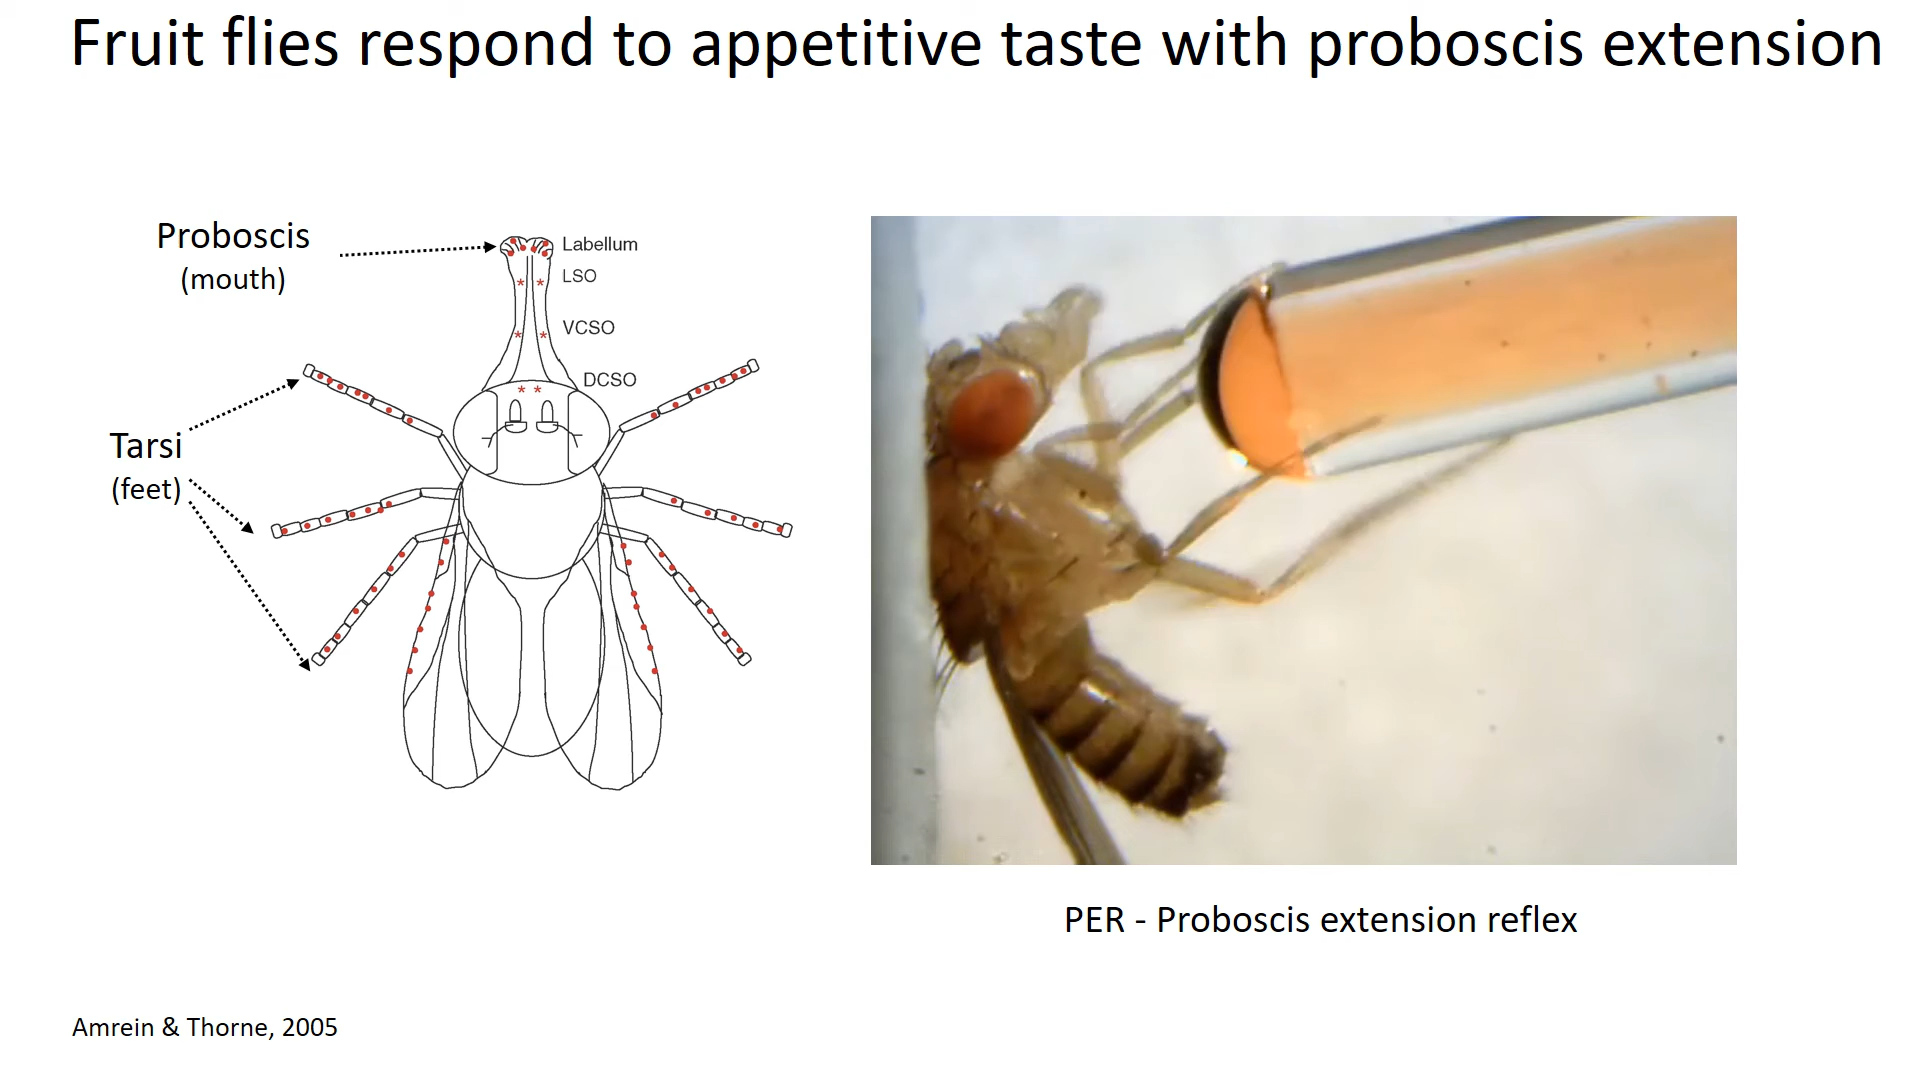 Fruit flies respond to appetitive taste with proboscis extension
Proboscis
(mouth)
Labellum
LSO
VCSO
DCSO
Tarsi
(feet)
PER - Proboscis extension reflex
Amrein & Thorne, 2005